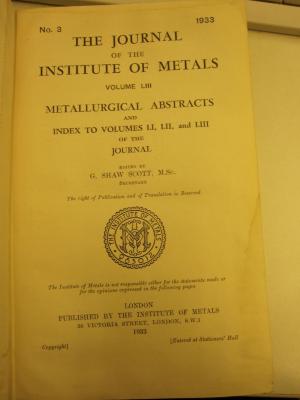 No. 3 1933
THE JOURNAL
OF THE
INSTITUTE OF METALS
VOLUME LIII
METALLURGICAL ABSTRACTS
AND
INDEX TO VOLUMES LI, LII, and LIII
OF THE
JOURNAL
EDITED BY
G. SHAW SCOTT, M.Sc.
SECRETARY
The right of Publication and of Translation is Reserved
THE INSTITUTE OF METALS
The Institute of Metals is not responsible either for the statements made or
for the opinions expressed in the following pages
LONDON
PUBLISHED BY THE INSTITUTE OF METALS
36 VICTORIA STREET, LONDON, S.W.1
1933
Copyright] [Entered at Stationers' Hall